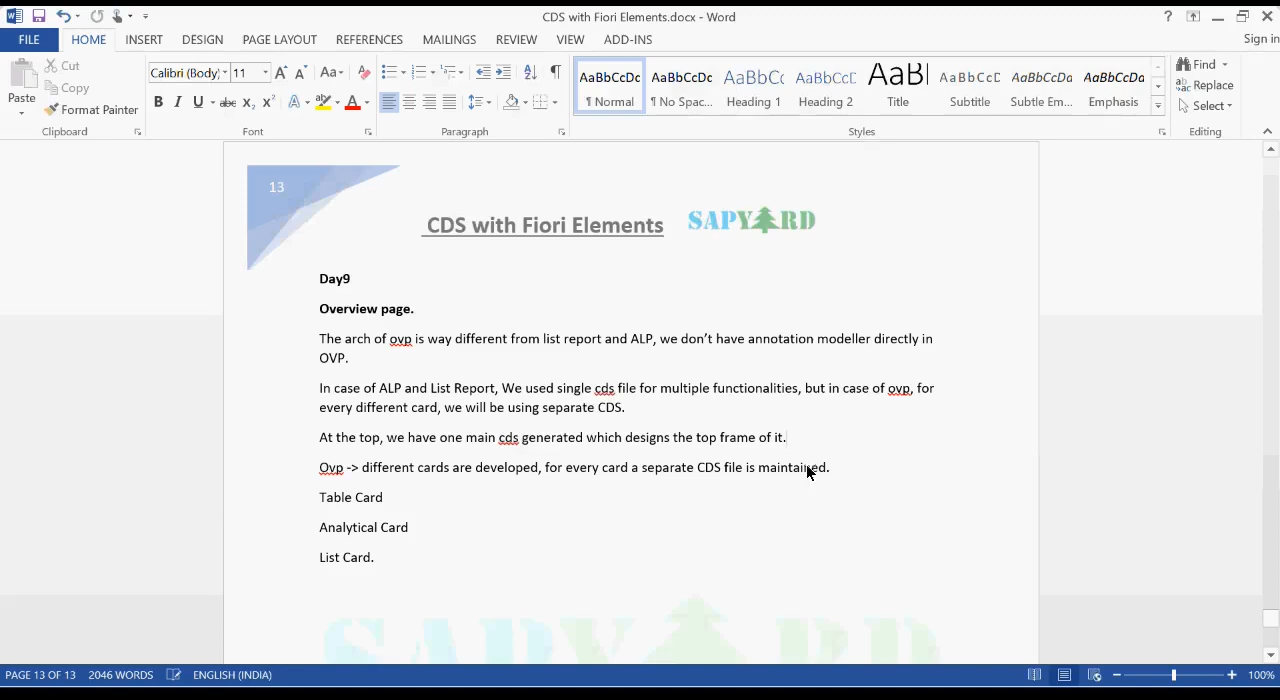 CDS with Fiori Elements.docx - Word
Sign in
FILE HOME INSERT DESIGN PAGE LAYOUT REFERENCES MAILINGS REVIEW VIEW ADD-INS
Paste
Cut
Copy
Format Painter
Clipboard
Calibri (Body) 11
Font
Paragraph
AaBbCcDc AaBbCcDc AaBbCc AaBbCcC AaBl AaBbCcC AaBbCcDa AaBbCcDa
¶ Normal ¶ No Spac... Heading 1 Heading 2 Title Subtitle Subtle Em... Emphasis
Styles
Find
Replace
Select
Editing
13
CDS with Fiori Elements SAPYARD
Day9
Overview page.
The arch of ovp is way different from list report and ALP, we don’t have annotation modeller directly in
OVP.
In case of ALP and List Report, We used single cds file for multiple functionalities, but in case of ovp, for
every different card, we will be using separate CDS.
At the top, we have one main cds generated which designs the top frame of it.
Ovp -> different cards are developed, for every card a separate CDS file is maintained.
Table Card
Analytical Card
List Card.
SAPYARD
PAGE 13 OF 13 2046 WORDS ENGLISH (INDIA) 100%